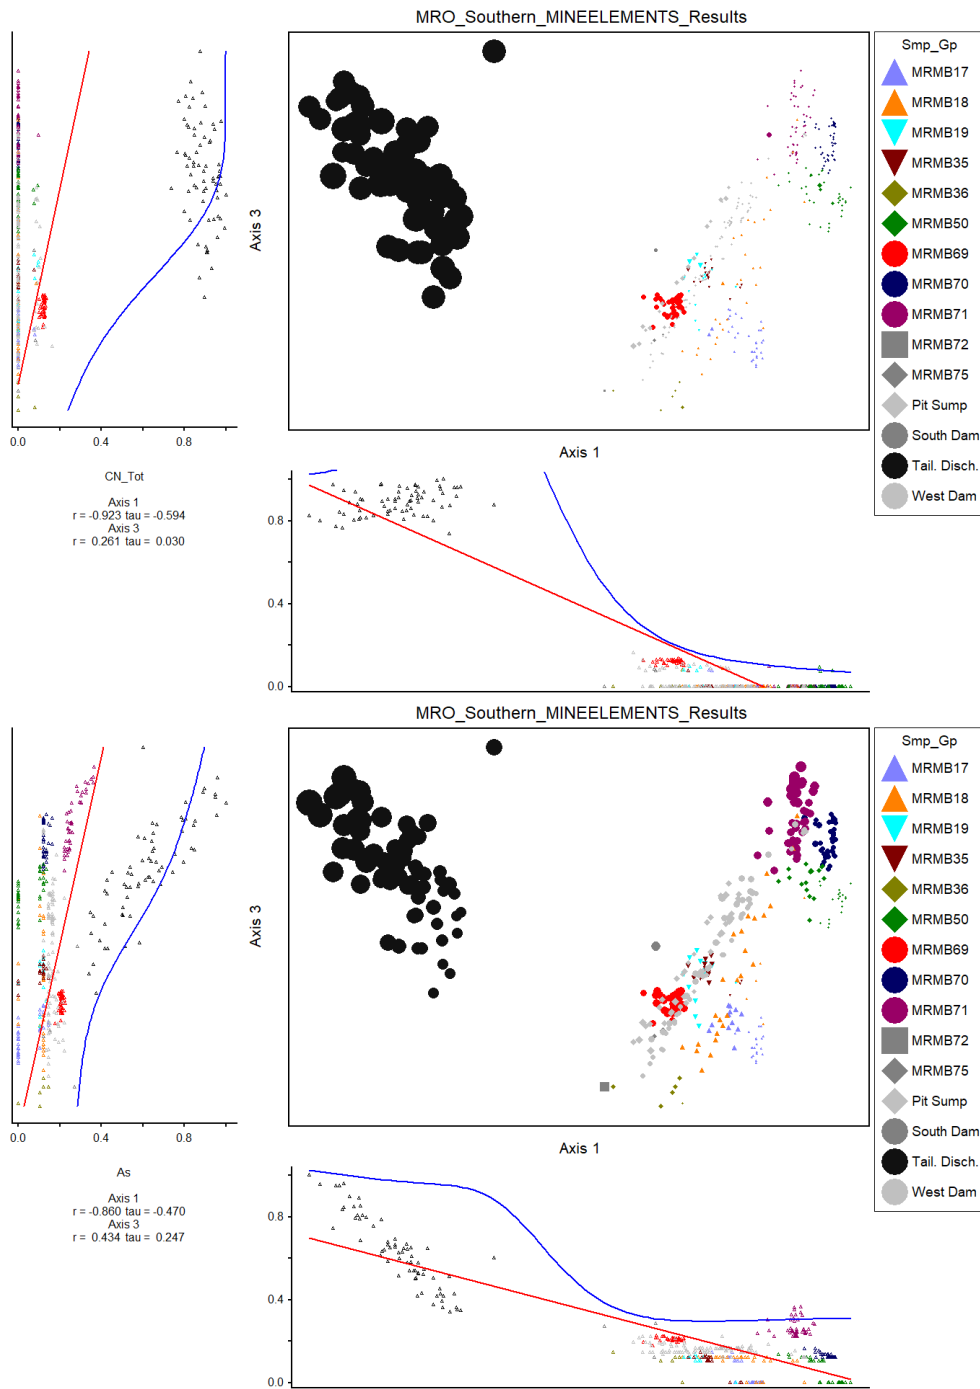 MRO_Southern_MINEELEMENTS_Results
Smp_Gp
MRMB17
MRMB18
MRMB19
MRMB35
MRMB36
MRMB50
MRMB69
MRMB70
MRMB71
MRMB72
MRMB75
Pit Sump
South Dam
Tail. Disch.
West Dam
Axis 3
0.0 0.4 0.8
Axis 1
CN_Tot
Axis 1
r = -0.923 tau = -0.594
Axis 3
r = 0.261 tau = 0.030
0.8
0.4
0.0
MRO_Southern_MINEELEMENTS_Results
Smp_Gp
MRMB17
MRMB18
MRMB19
MRMB35
MRMB36
MRMB50
MRMB69
MRMB70
MRMB71
MRMB72
MRMB75
Pit Sump
South Dam
Tail. Disch.
West Dam
Axis 3
0.0 0.4 0.8
Axis 1
As
Axis 1
r = -0.860 tau = -0.470
Axis 3
r = 0.434 tau = 0.247
0.8
0.4
0.0